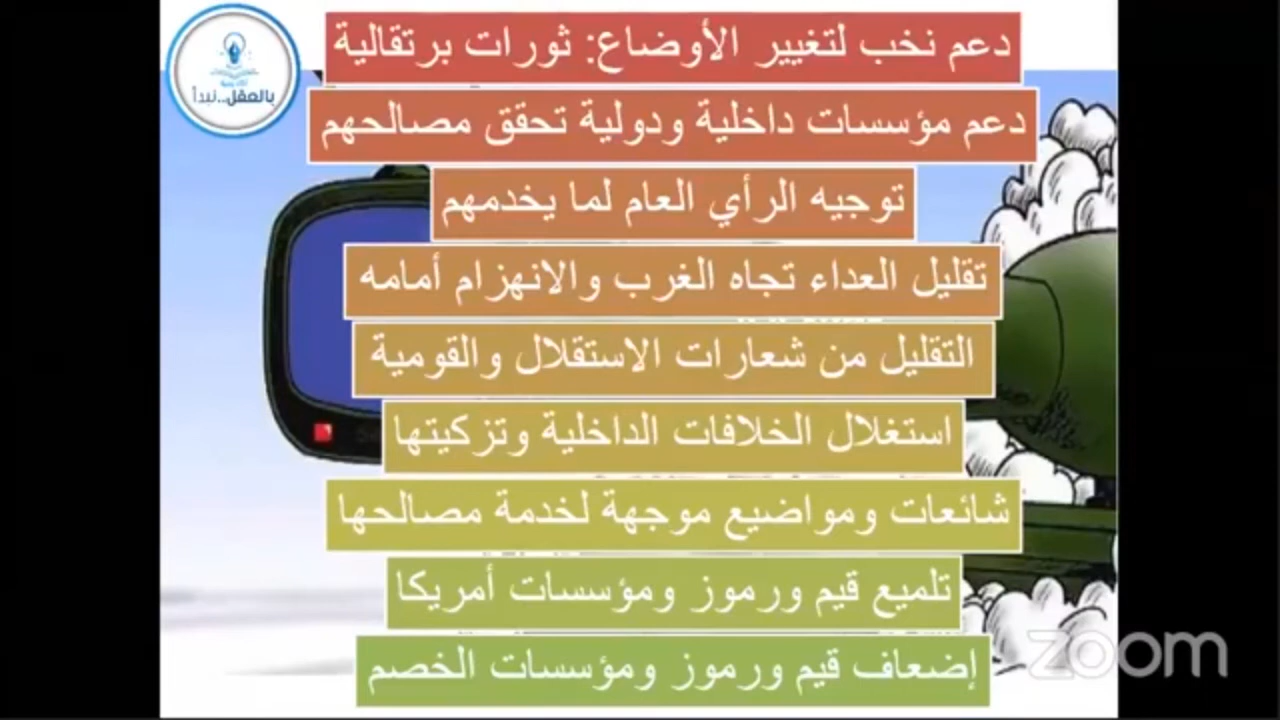 دعم نخب لتغيير الأوضاع: ثورات برتقالية
بالعقل..نبدأ
دعم مؤسسات داخلية ودولية تحقق مصالحهم
توجيه الرأي العام لما يخدمهم
تقليل العداء تجاه الغرب والانهزام أمامه
التقليل من شعارات الاستقلال والقومية
استغلال الخلافات الداخلية وتزكيتها
شائعات ومواضيع موجهة لخدمة مصالحها
تلميع قيم ورموز ومؤسسات أمريكا
إضعاف قيم ورموز ومؤسسات الخصم
zoom